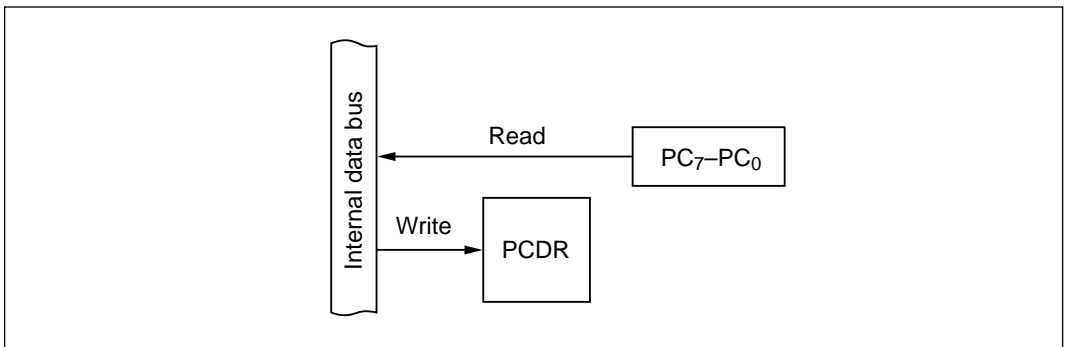 Internal data bus
Read
PC₇–PC₀
Write
PCDR